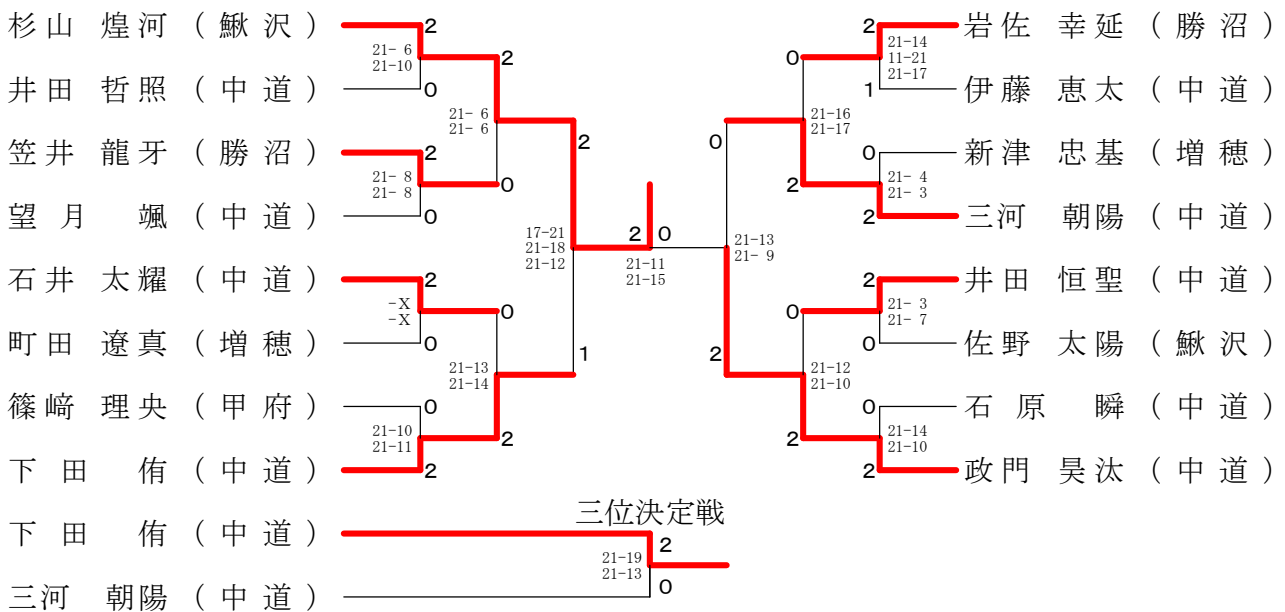 杉山 煌河 (鰍沢) 2 2 岩佐 幸延 (勝沼)
21- 6 2 0 21-14
21-10 11-21
井田 哲照 (中道) 0 21-17 1 伊藤 恵太 (中道)
21- 6 21-16
21- 6 2 0 21-17
笠井 龍牙 (勝沼) 2 0 新津 忠基 (増穂)
21- 8 0 2 21- 4
21- 8 21- 3
望月 颯 (中道) 0 2 三河 朝陽 (中道)
17-21 2 0 21-13
21-18 21-11 21- 9
21-12 21-15
石井 太耀 (中道) 2 2 井田 恒聖 (中道)
-X 0 0 21- 3
-X 21- 7
町田 遼真 (増穂) 0 0 佐野 太陽 (鰍沢)
21-13 1 2 21-12
21-14 21-10
篠﨑 理央 (甲府) 0 0 石原 瞬 (中道)
21-10 2 2 21-14
21-11 21-10
下田 侑 (中道) 2 2 政門 昊汰 (中道)
三位決定戦
下田 侑 (中道) 2
21-19
21-13
三河 朝陽 (中道) 0